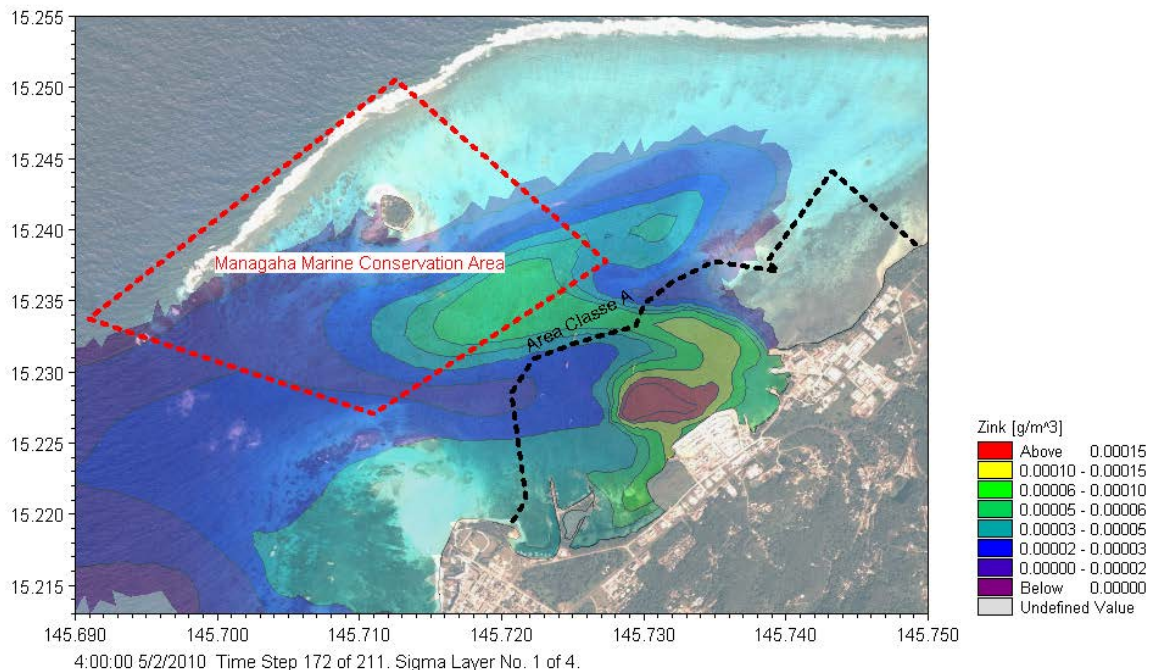 15.255
15.250
15.245
15.240
15.235
15.230
15.225
15.220
15.215
Managaha Marine Conservation Area
Area Classe A
145.690 145.700 145.710 145.720 145.730 145.740 145.750
4:00:00 5/2/2010 Time Step 172 of 211. Sigma Layer No. 1 of 4.
Zink [g/m^3]
Above 0.00015
0.00010 - 0.00015
0.00006 - 0.00010
0.00005 - 0.00006
0.00003 - 0.00005
0.00002 - 0.00003
0.00000 - 0.00002
Below 0.00000
Undefined Value